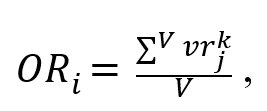 $OR_i = \frac{\sum^V vr_j^k}{V},$